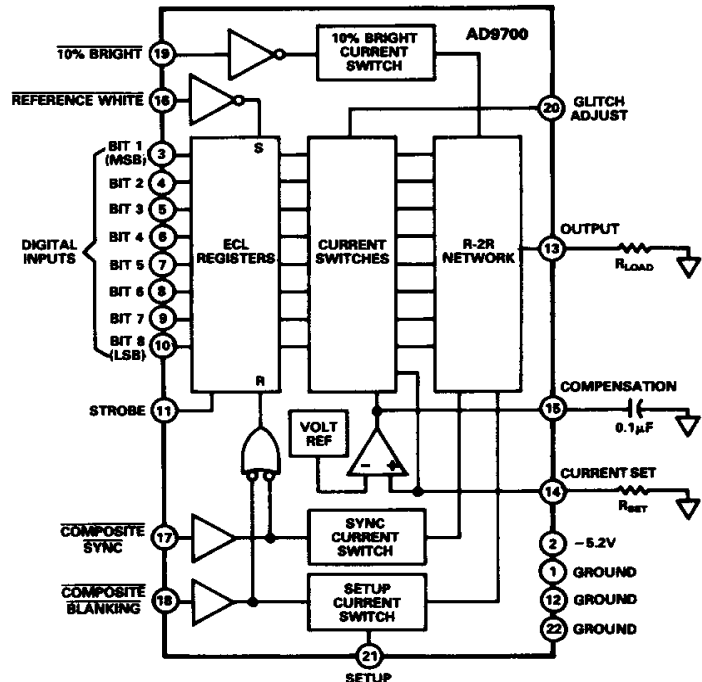 AD9700
10% BRIGHT
19
10% BRIGHT
CURRENT
SWITCH
REFERENCE WHITE
16
20
GLITCH
ADJUST
DIGITAL
INPUTS
BIT 1
(MSB)
3
BIT 2
4
BIT 3
5
BIT 4
6
BIT 5
7
BIT 6
8
BIT 7
9
BIT 8
(LSB)
10
S
ECL
REGISTERS
R
CURRENT
SWITCHES
R-2R
NETWORK
OUTPUT
13
RLOAD
STROBE
11
VOLT
REF
-
+
COMPENSATION
15
0.1µF
CURRENT SET
14
RSET
COMPOSITE
SYNC
17
SYNC
CURRENT
SWITCH
COMPOSITE
BLANKING
18
SETUP
CURRENT
SWITCH
2
-5.2V
1
GROUND
12
GROUND
22
GROUND
21
SETUP